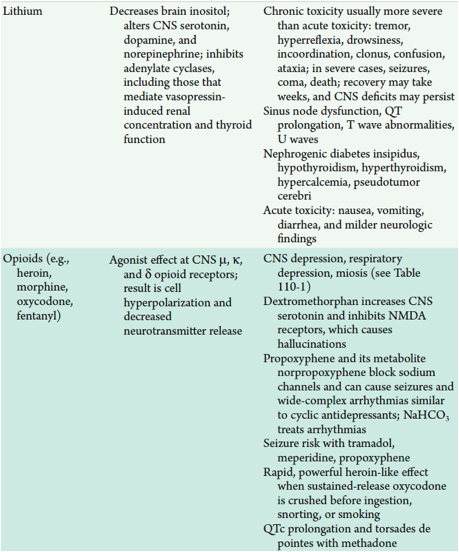 Lithium
Decreases brain inositol;
alters CNS serotonin,
dopamine, and
norepinephrine; inhibits
adenylate cyclases,
including those that
mediate vasopressin-
induced renal
concentration and thyroid
function
Chronic toxicity usually more severe
than acute toxicity: tremor,
hyperreflexia, drowsiness,
incoordination, clonus, confusion,
ataxia; in severe cases, seizures,
coma, death; recovery may take
weeks, and CNS deficits may persist
Sinus node dysfunction, QT
prolongation, T wave abnormalities,
U waves
Nephrogenic diabetes insipidus,
hypothyroidism, hyperthyroidism,
hypercalcemia, pseudotumor
cerebri
Acute toxicity: nausea, vomiting,
diarrhea, and milder neurologic
findings
Opioids (e.g.,
heroin,
morphine,
oxycodone,
fentanyl)
Agonist effect at CNS μ, κ,
and δ opioid receptors;
result is cell
hyperpolarization and
decreased
neurotransmitter release
CNS depression, respiratory
depression, miosis (see Table
110-1)
Dextromethorphan increases CNS
serotonin and inhibits NMDA
receptors, which causes
hallucinations
Propoxyphene and its metabolite
norpropoxyphene block sodium
channels and can cause seizures and
wide-complex arrhythmias similar
to cyclic antidepressants; NaHCO₃
treats arrhythmias
Seizure risk with tramadol,
meperidine, propoxyphene
Rapid, powerful heroin-like effect
when sustained-release oxycodone
is crushed before ingestion,
snorting, or smoking
QTc prolongation and torsades de
pointes with methadone